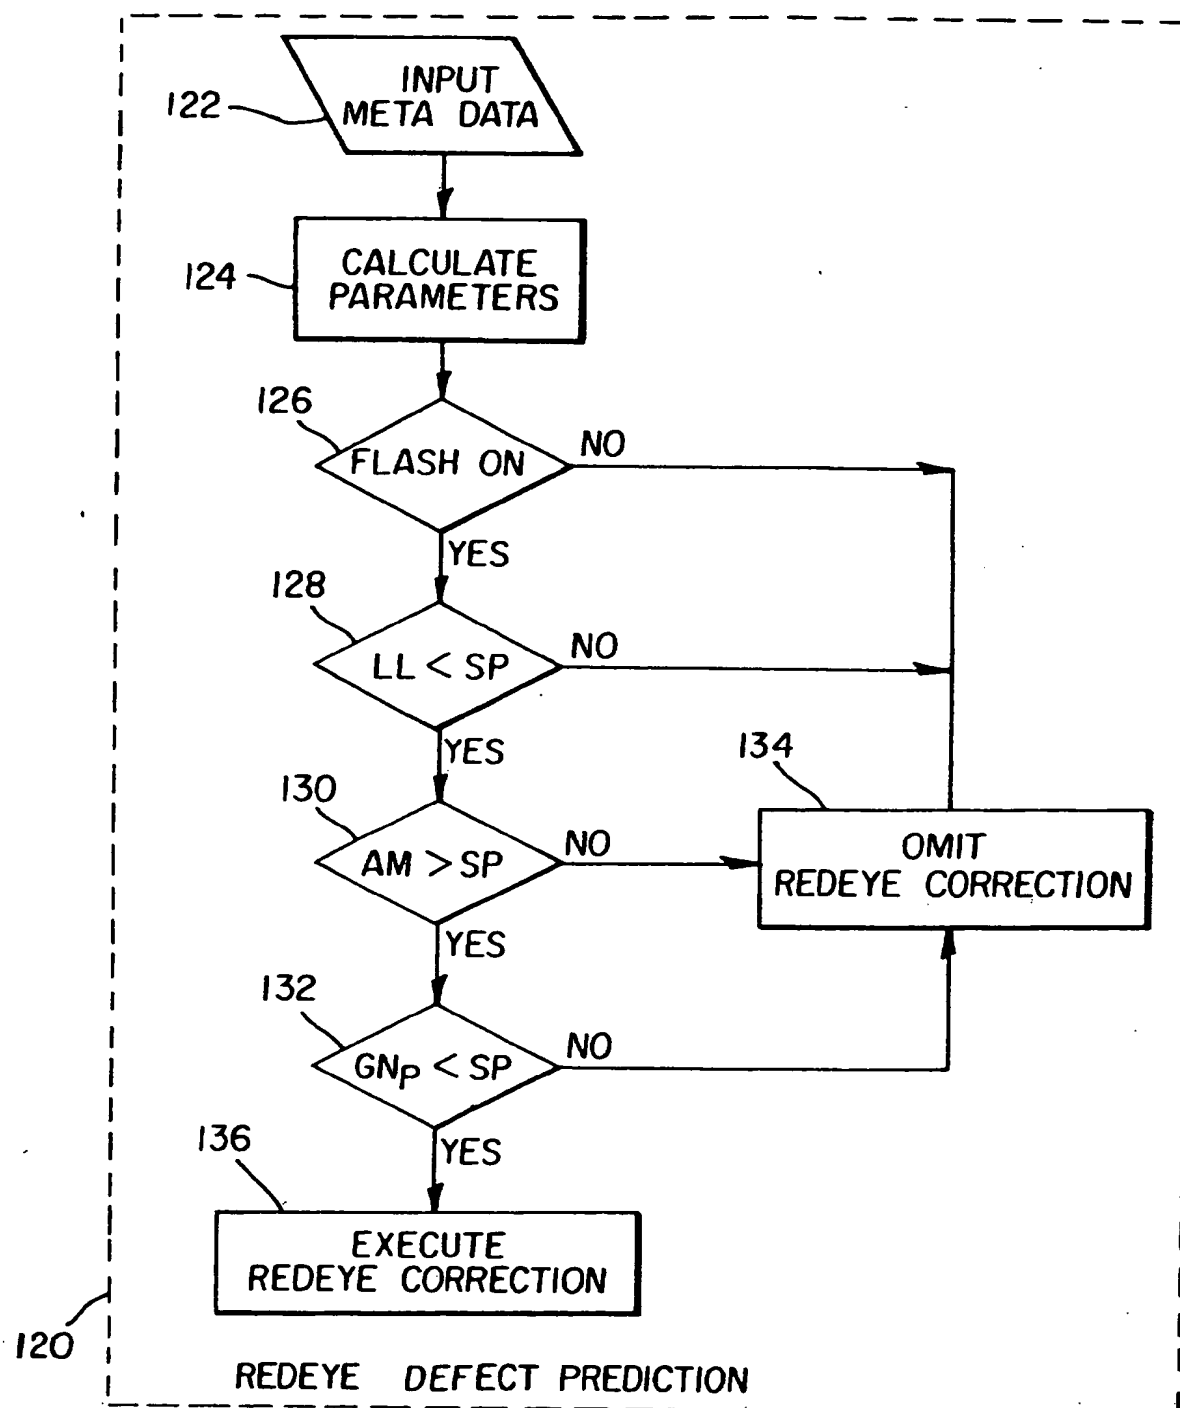 INPUT
META DATA
122
CALCULATE
PARAMETERS
124
126
FLASH ON
NO
YES
128
LL < SP
NO
YES
134
130
AM > SP
NO
OMIT
REDEYE CORRECTION
YES
132
GNP < SP
NO
YES
136
EXECUTE
REDEYE CORRECTION
120
REDEYE DEFECT PREDICTION